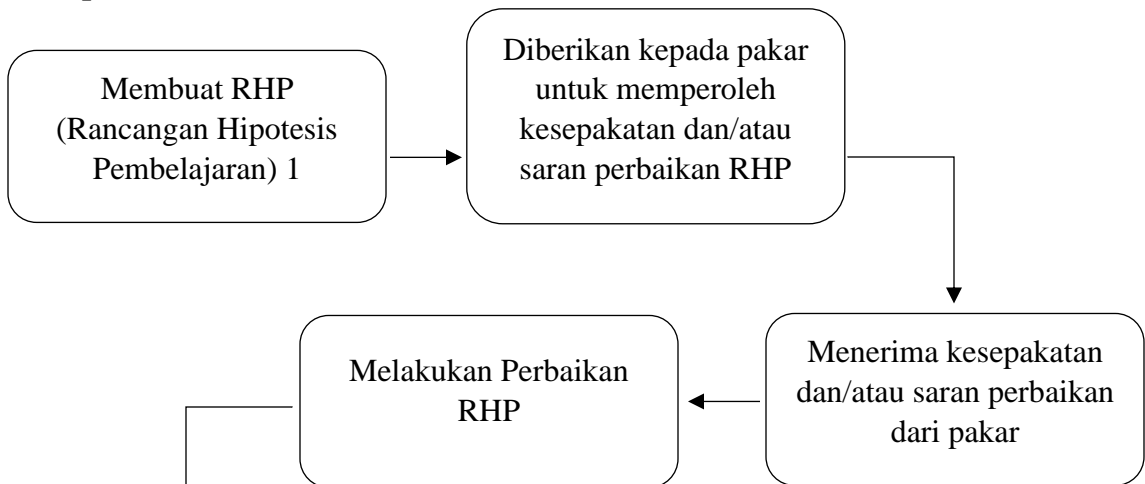 Membuat RHP
(Rancangan Hipotesis
Pembelajaran) 1
Diberikan kepada pakar
untuk memperoleh
kesepakatan dan/atau
saran perbaikan RHP
Menerima kesepakatan
dan/atau saran perbaikan
dari pakar
Melakukan Perbaikan
RHP